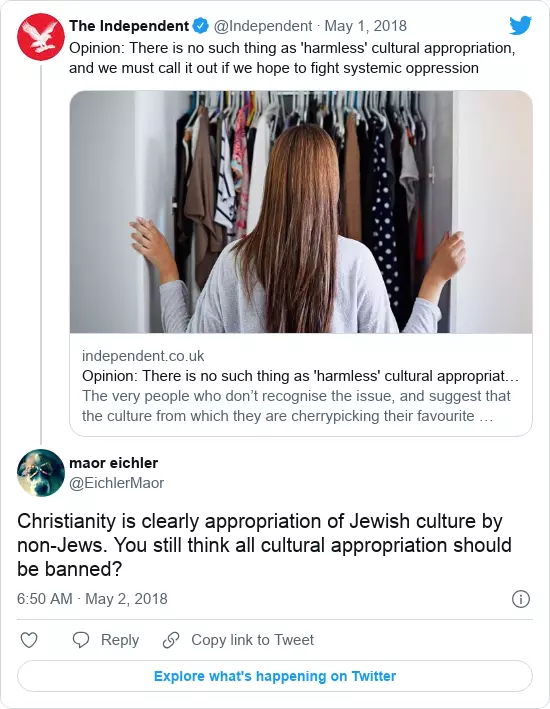 The Independent @Independent · May 1, 2018
Opinion: There is no such thing as 'harmless' cultural appropriation,
and we must call it out if we hope to fight systemic oppression
independent.co.uk
Opinion: There is no such thing as 'harmless' cultural appropriat…
The very people who don’t recognise the issue, and suggest that
the culture from which they are cherrypicking their favourite …
maor eichler
@EichlerMaor
Christianity is clearly appropriation of Jewish culture by
non-Jews. You still think all cultural appropriation should
be banned?
6:50 AM · May 2, 2018
Reply
Copy link to Tweet
Explore what's happening on Twitter